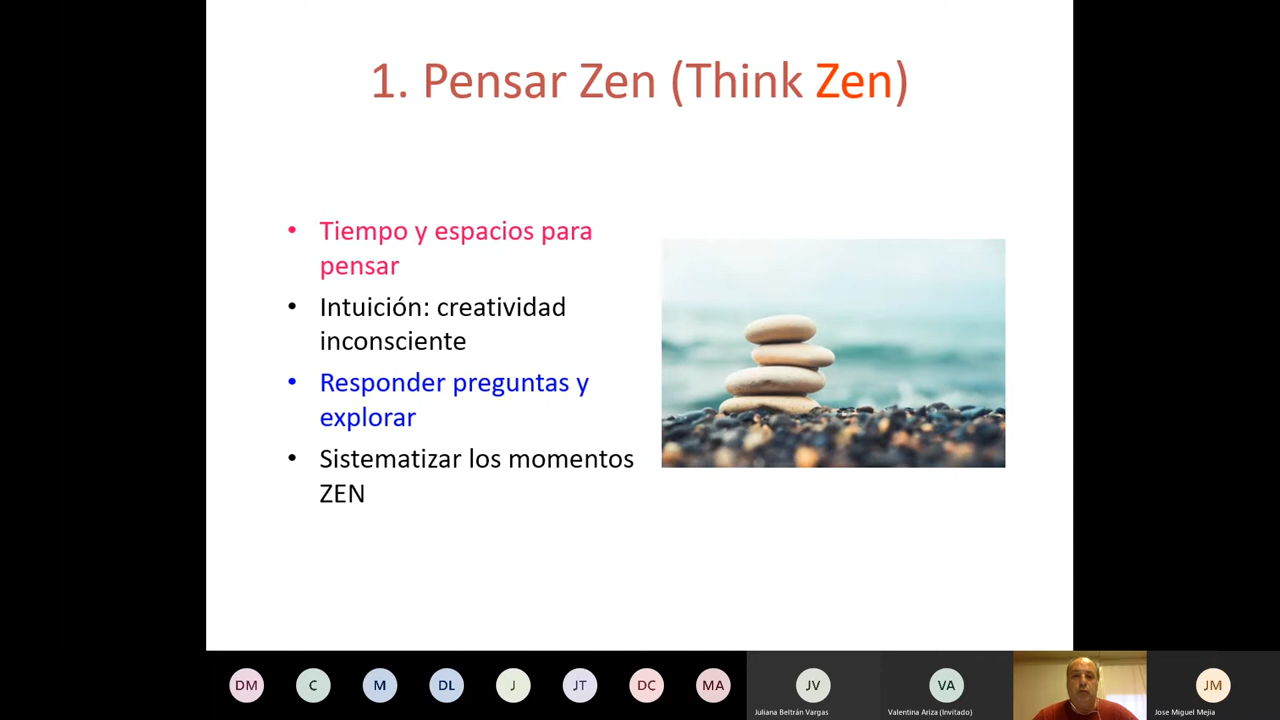 1. Pensar Zen (Think Zen)
• Tiempo y espacios para
pensar
• Intuición: creatividad
inconsciente
• Responder preguntas y
explorar
• Sistematizar los momentos
ZEN
DM
C
M
DL
J
JT
DC
MA
JV
Juliana Beltrán Vargas
VA
Valentina Ariza (Invitado)
JM
Jose Miguel Mejía